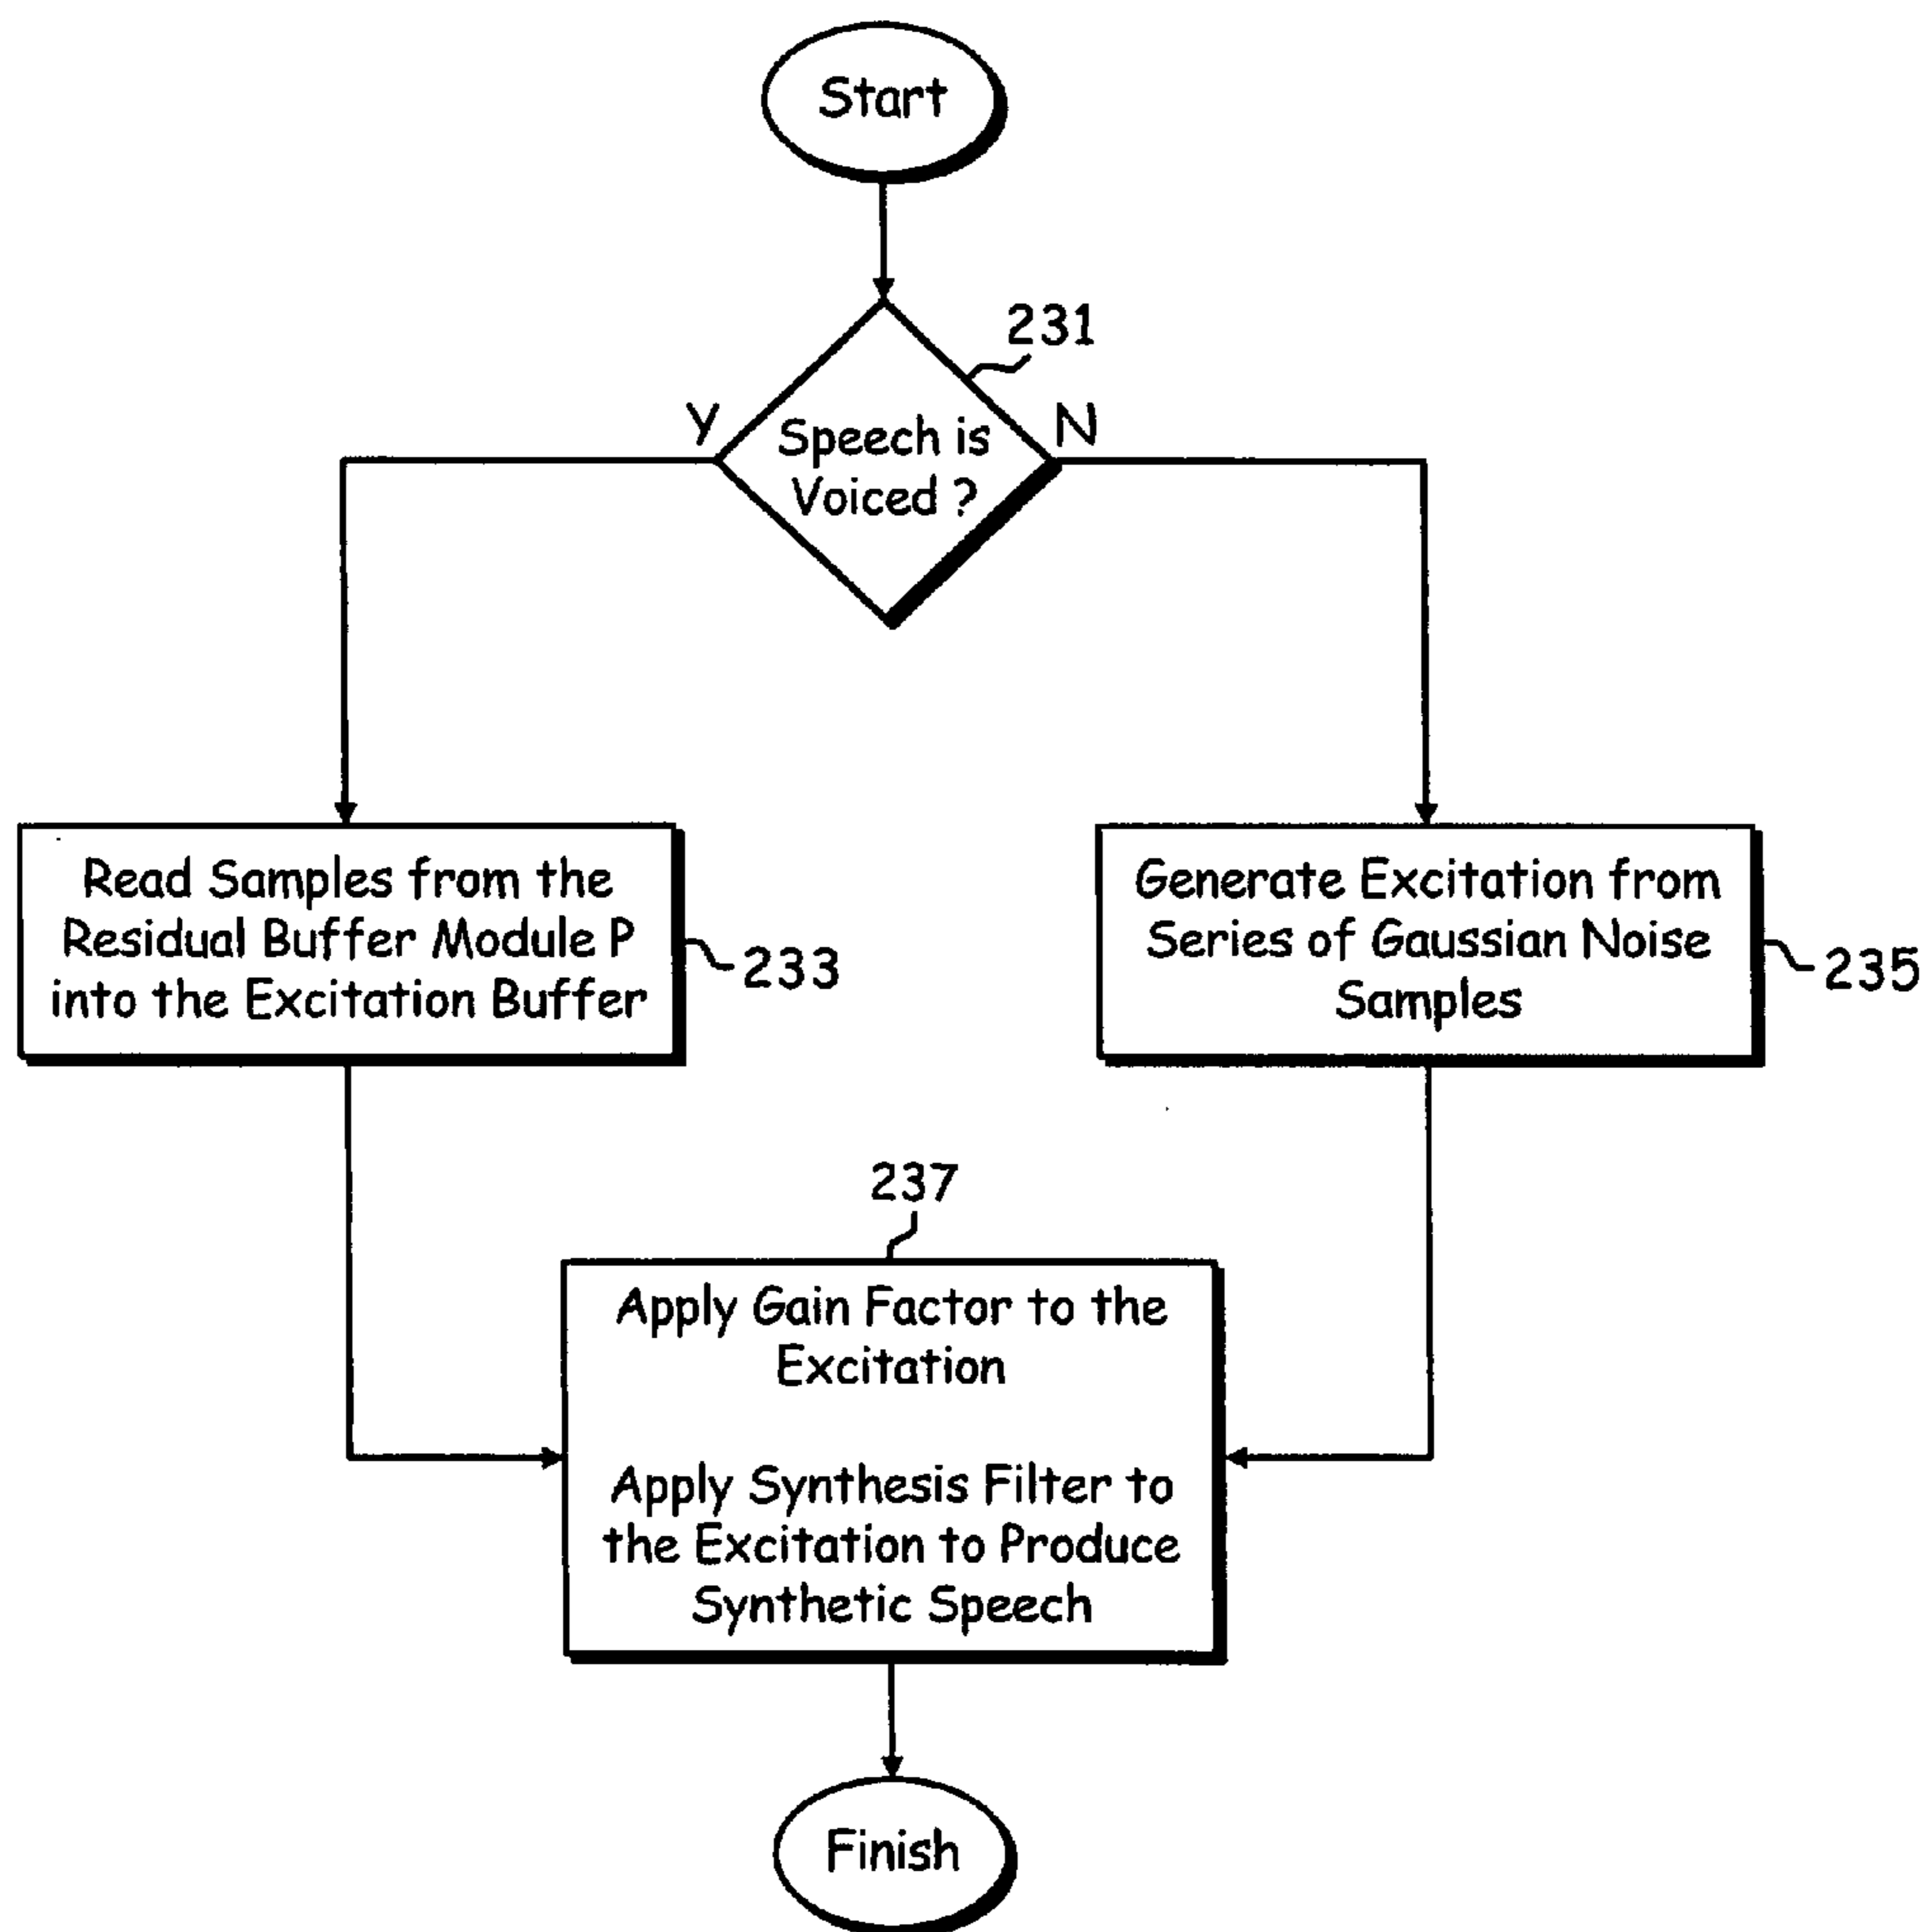 Start
231
Y
N
Speech is
Voiced ?
Read Samples from the
Residual Buffer Module P
into the Excitation Buffer
233
Generate Excitation from
Series of Gaussian Noise
Samples
235
237
Apply Gain Factor to the
Excitation
Apply Synthesis Filter to
the Excitation to Produce
Synthetic Speech
Finish